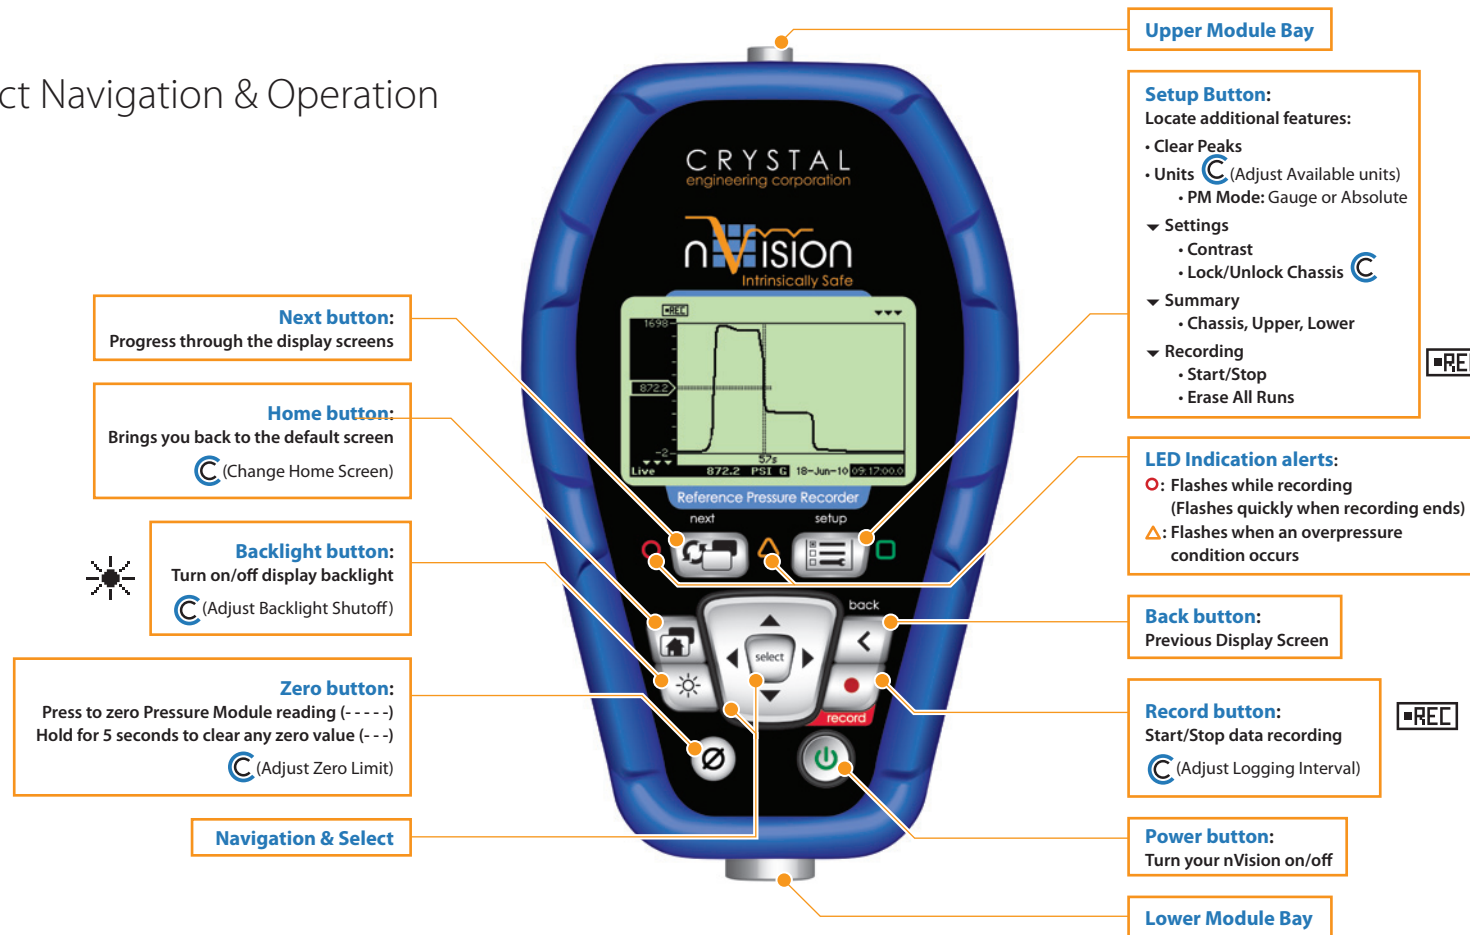 ct Navigation & Operation
Upper Module Bay
Setup Button:
Locate additional features:
• Clear Peaks
• Units C (Adjust Available units)
• PM Mode: Gauge or Absolute
Settings
• Contrast
• Lock/Unlock Chassis C
Summary
• Chassis, Upper, Lower
Recording
• Start/Stop
• Erase All Runs
▪RE
LED Indication alerts:
: Flashes while recording
(Flashes quickly when recording ends)
: Flashes when an overpressure
condition occurs
Back button:
Previous Display Screen
Record button:
Start/Stop data recording
C (Adjust Logging Interval)
▪REC
Power button:
Turn your nVision on/off
Lower Module Bay
Next button:
Progress through the display screens
Home button:
Brings you back to the default screen
C (Change Home Screen)
Backlight button:
Turn on/off display backlight
C (Adjust Backlight Shutoff)
Zero button:
Press to zero Pressure Module reading (- - - - -)
Hold for 5 seconds to clear any zero value (- - -)
C (Adjust Zero Limit)
Navigation & Select
CRYSTAL
engineering corporation
nVision
Intrinsically Safe
▪REC
1698
872.2
-2
57s
Live 872.2 PSI G 18-Jun-10 09:17:00.0
Reference Pressure Recorder
next setup
back
select
record